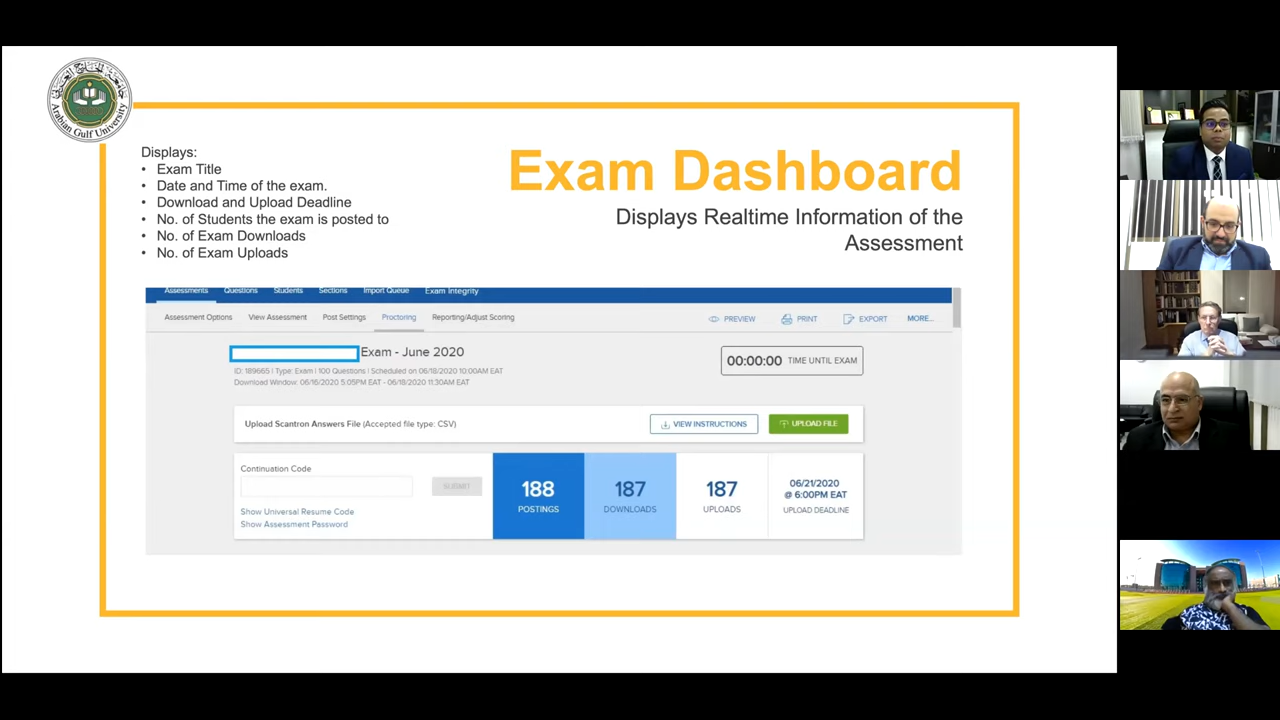 جامعة الخليج العربي
Arabian Gulf University
Displays:
• Exam Title
• Date and Time of the exam.
• Download and Upload Deadline
• No. of Students the exam is posted to
• No. of Exam Downloads
• No. of Exam Uploads
Exam Dashboard
Displays Realtime Information of the
Assessment
Assessments Questions Students Sections Import Queue Exam Integrity
Assessment Options View Assessment Post Settings Proctoring Reporting/Adjust Scoring PREVIEW PRINT EXPORT MORE...
Exam - June 2020
ID: 189665 | Type: Exam | 100 Questions | Scheduled on 06/18/2020 10:00AM EAT
Download Window: 06/16/2020 5:05PM EAT - 06/18/2020 11:30AM EAT
00:00:00 TIME UNTIL EXAM
Upload Scantron Answers File (Accepted file type: CSV)
VIEW INSTRUCTIONS UPLOAD FILE
Continuation Code
SUBMIT
Show Universal Resume Code
Show Assessment Password
188
POSTINGS
187
DOWNLOADS
187
UPLOADS
06/21/2020
@ 6:00PM EAT
UPLOAD DEADLINE